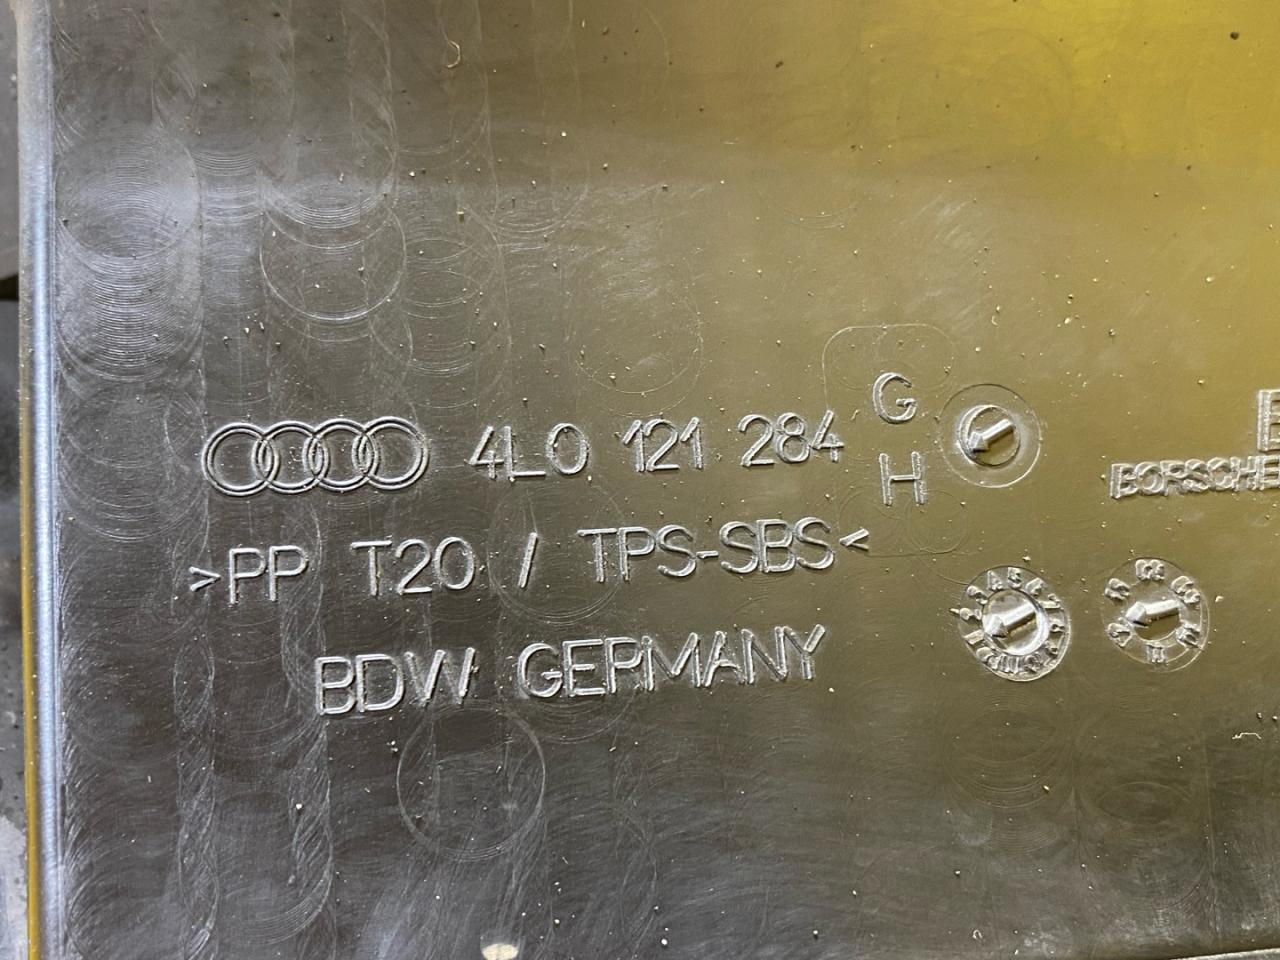 4L0 121 284 G
H
>PP T20 / TPS-SBS<
BDW GERMANY
BORSCHE